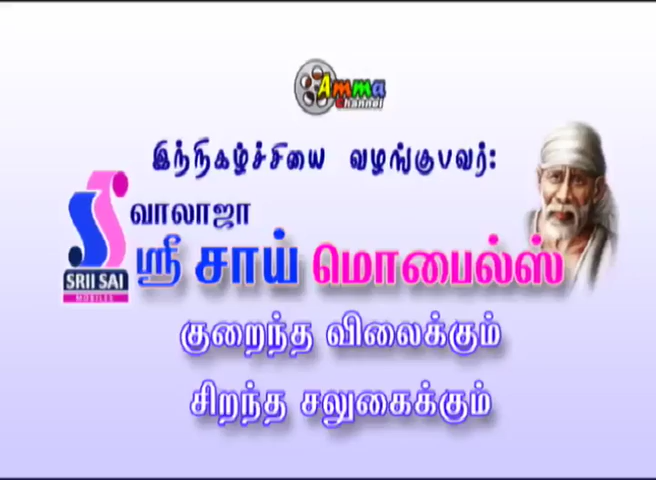 Amma
Channel
இந்நிகழ்ச்சியை வழங்குபவர்:
வாலாஜா
ஸ்ரீ சாய் மொபைல்ஸ்
SRII SAI
MOBILES
குறைந்த விலைக்கும்
சிறந்த சலுகைக்கும்